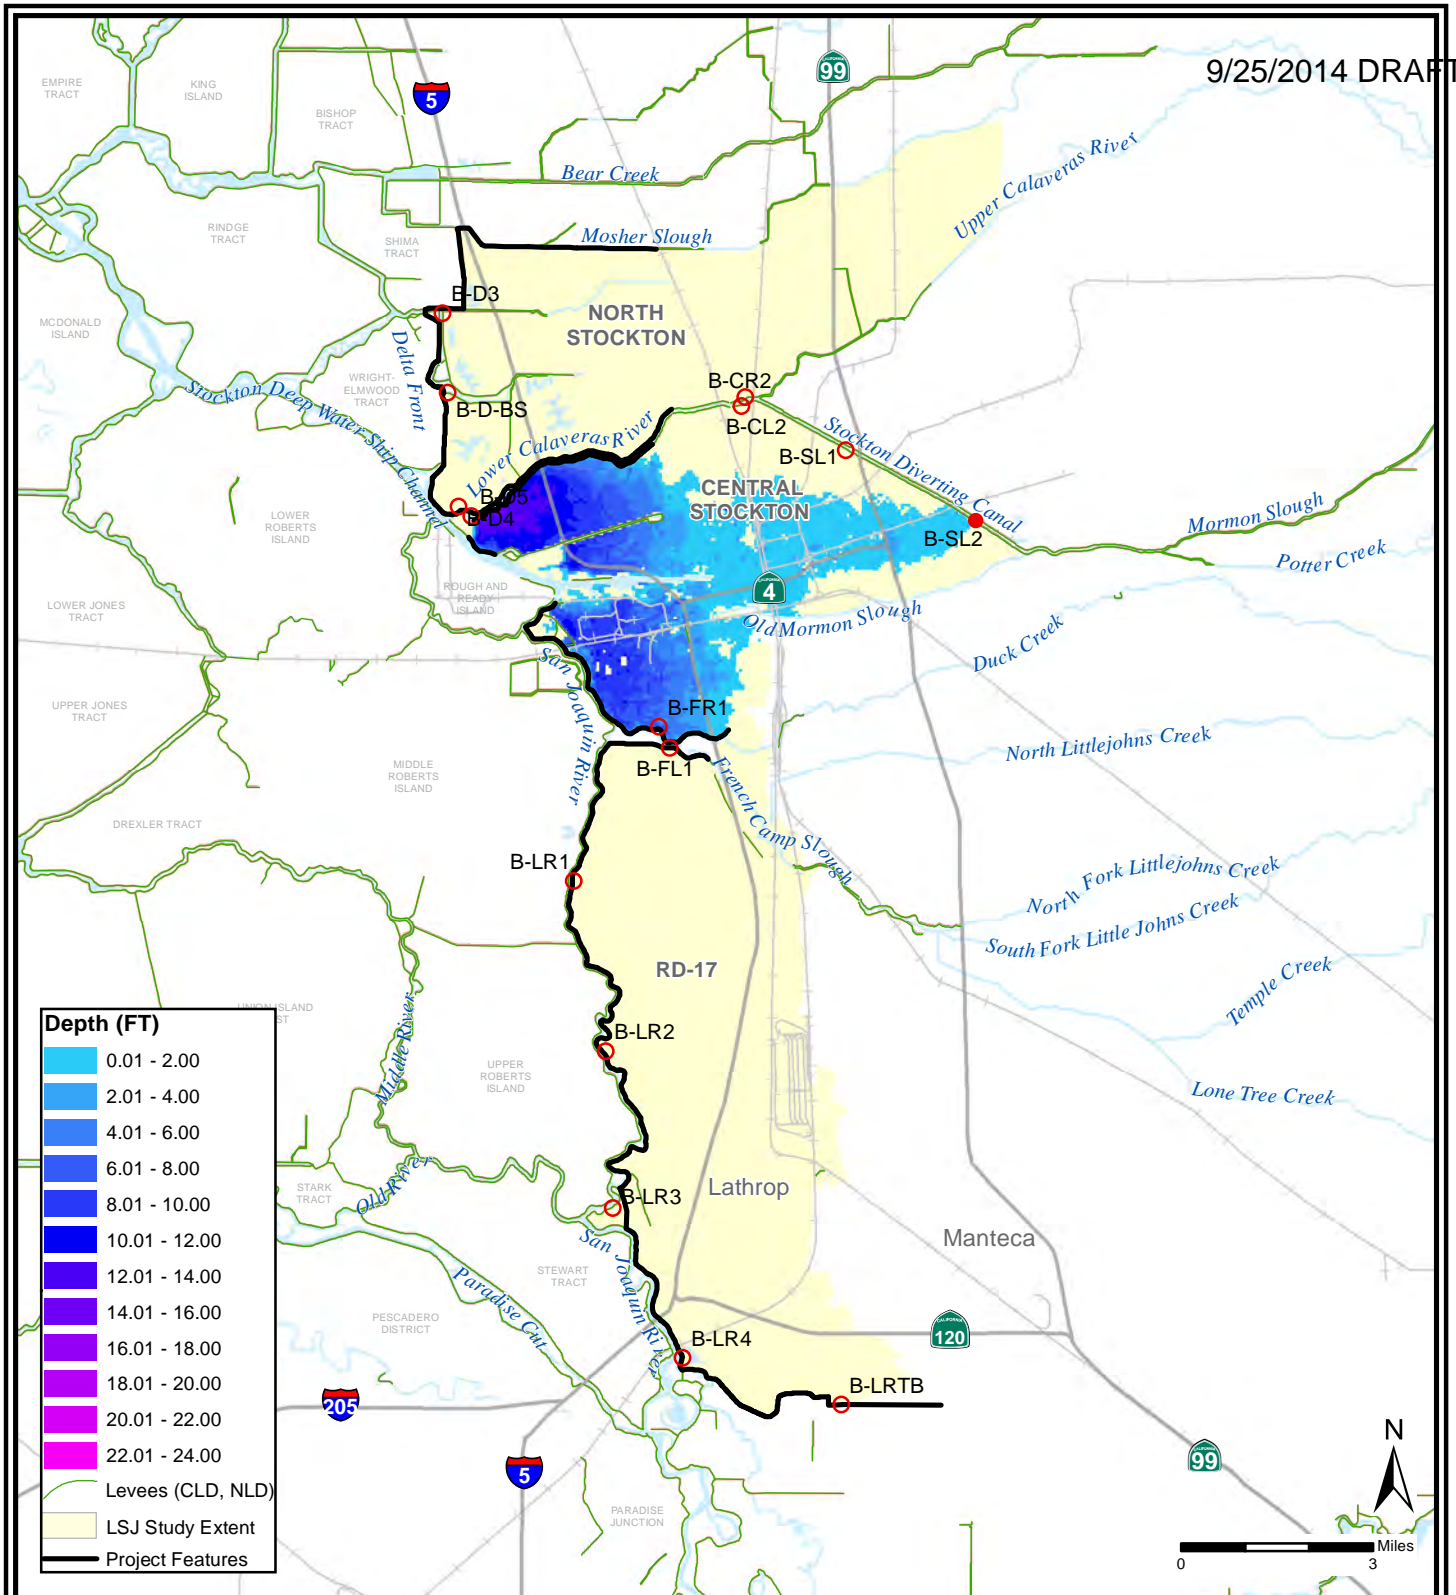 9/25/2014 DRAFT
99
5
EMPIRE
TRACT
KING
ISLAND
BISHOP
TRACT
Bear Creek
Upper Calaveras River
RINDGE
TRACT
SHIMA
TRACT
Mosher Slough
B-D3
NORTH
STOCKTON
MCDONALD
ISLAND
Delta Front
WRIGHT-
ELMWOOD
TRACT
B-D-BS
B-CR2
B-CL2
Stockton Deep Water Ship Channel
Lower Calaveras River
B-SL1
Stockton Diverting Canal
CENTRAL
STOCKTON
B-D5
B-D4
LOWER
ROBERTS
ISLAND
B-SL2
Mormon Slough
Potter Creek
ROUGH AND
READY
ISLAND
CALIFORNIA
4
LOWER JONES
TRACT
Old Mormon Slough
Duck Creek
San Joaquin River
UPPER JONES
TRACT
B-FR1
North Littlejohns Creek
B-FL1
MIDDLE
ROBERTS
ISLAND
French Camp Slough
DREXLER TRACT
B-LR1
North Fork Littlejohns Creek
South Fork Little Johns Creek
RD-17
Temple Creek
Middle River
B-LR2
UPPER
ROBERTS
ISLAND
Lone Tree Creek
STARK
TRACT
Old River
B-LR3
Lathrop
San Joaquin River
Manteca
STEWART
TRACT
Paradise Cut
PESCADERO
DISTRICT
CALIFORNIA
120
B-LR4
B-LRTB
205
5
99
PARADISE
JUNCTION
N
Miles
0
3
UNION ISLAND
Depth (FT)
0.01 - 2.00
2.01 - 4.00
4.01 - 6.00
6.01 - 8.00
8.01 - 10.00
10.01 - 12.00
12.01 - 14.00
14.01 - 16.00
16.01 - 18.00
18.01 - 20.00
20.01 - 22.00
22.01 - 24.00
Levees (CLD, NLD)
LSJ Study Extent
Project Features